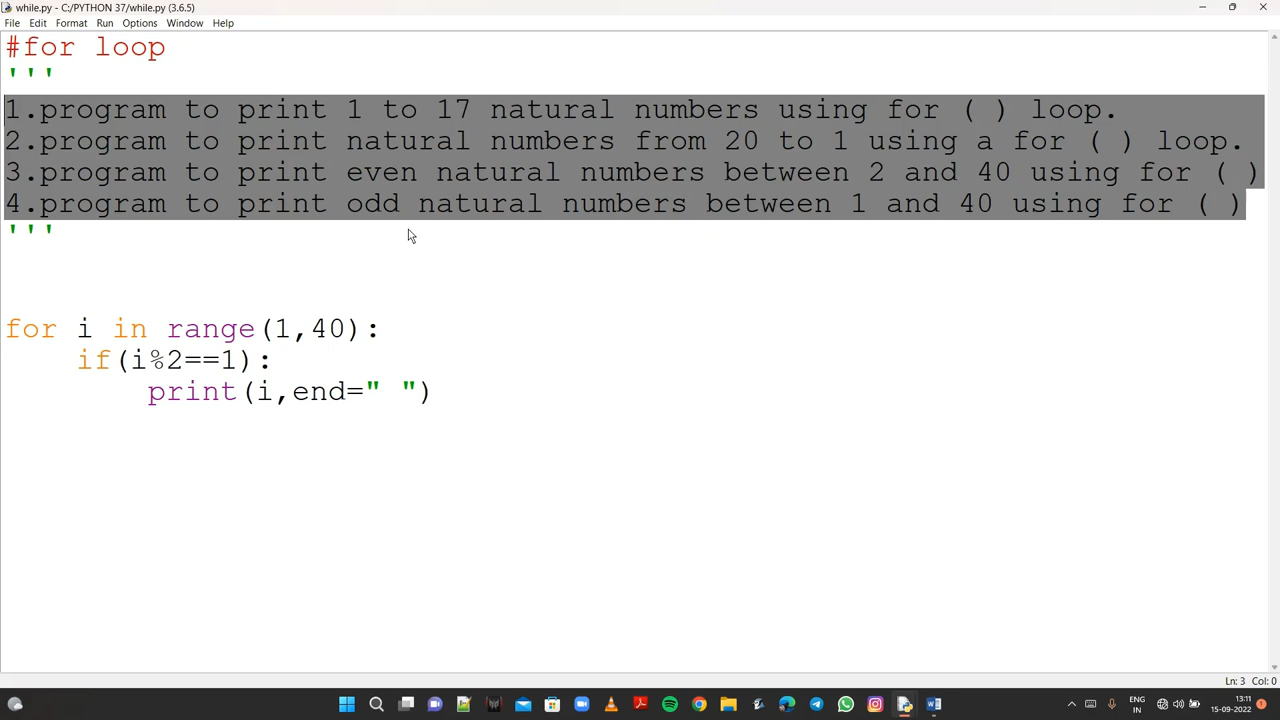 while.py - C:/PYTHON 37/while.py (3.6.5)
File Edit Format Run Options Window Help
#for loop
'''
1.program to print 1 to 17 natural numbers using for ( ) loop.
2.program to print natural numbers from 20 to 1 using a for ( ) loop.
3.program to print even natural numbers between 2 and 40 using for ( )
4.program to print odd natural numbers between 1 and 40 using for ( )
'''
for i in range(1,40):
    if(i%2==1):
        print(i,end=" ")
Ln: 3 Col: 0
ENG
IN
13:11
15-09-2022